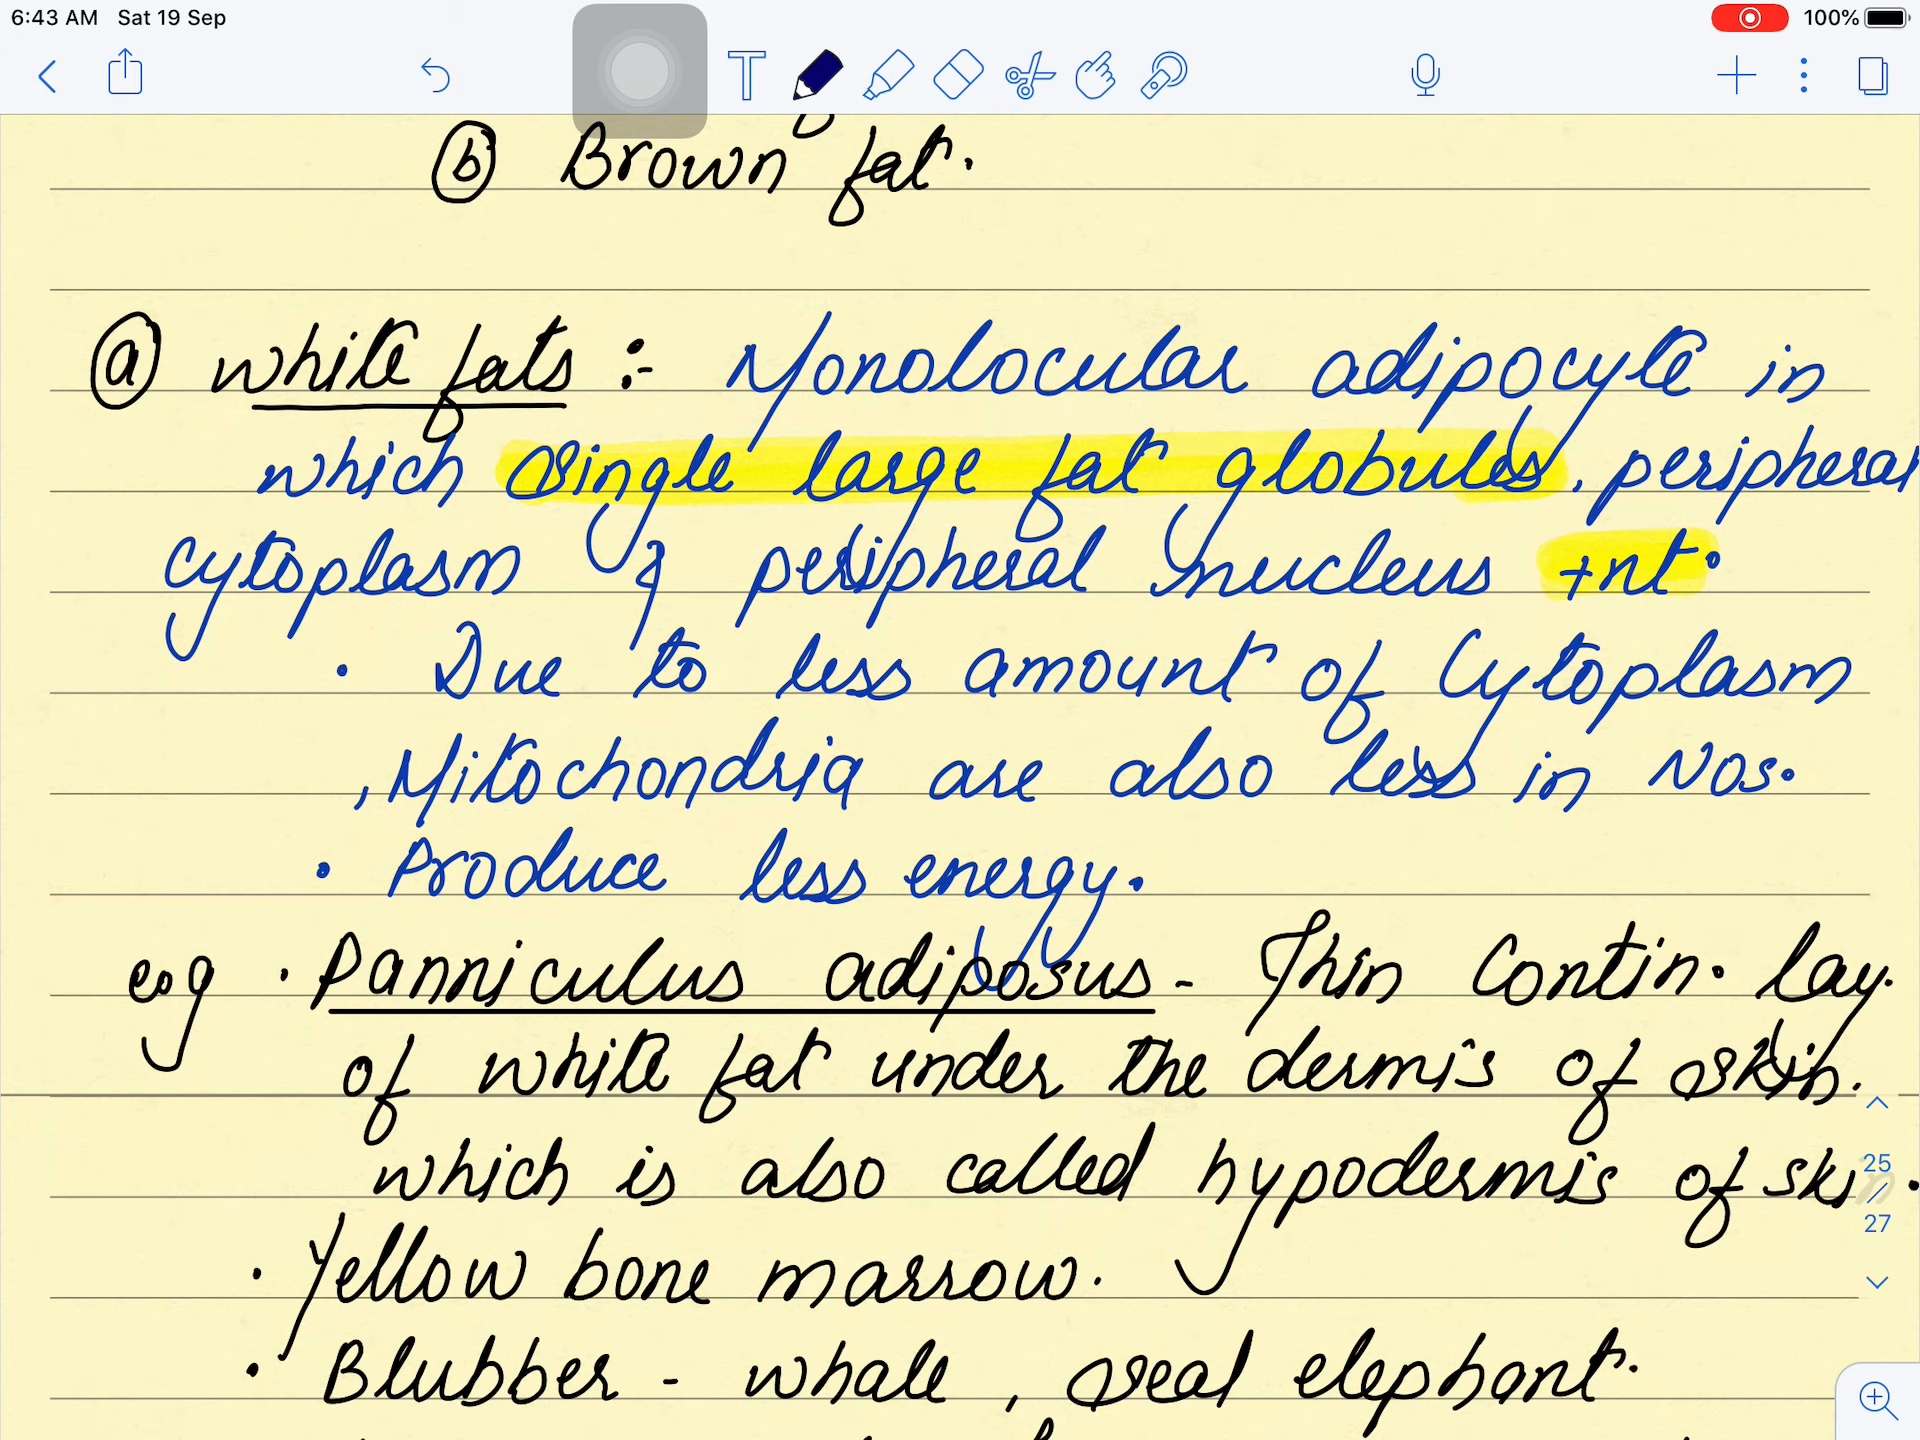 6:43 AM Sat 19 Sep 100%
T
ⓑ Brown fat.
ⓐ White fats :- Monolocular adipocyte in
which single large fat globules, peripheral
cytoplasm & peripheral nucleus +nt.
· Due to less amount of Cytoplasm
, Mitochondria are also less in Nos.
· Produce less energy.
e.g · Panniculus adiposus - Thin Contin. lay.
of white fat under the dermis of skin.
which is also called hypodermis of skin.
· Yellow bone marrow.
· Blubber - whale, seal elephant.
25
/
27